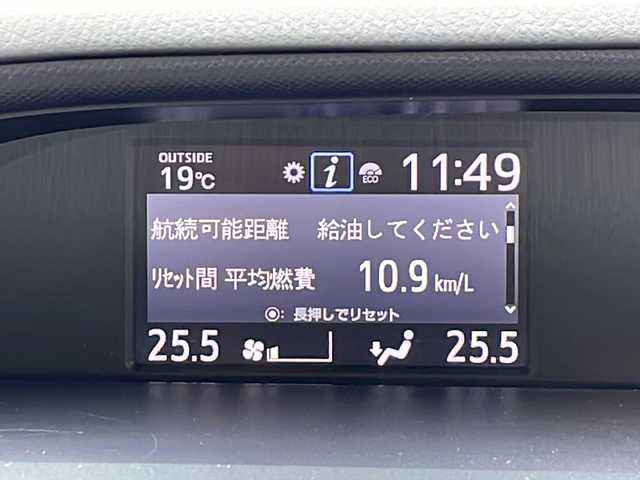 OUTSIDE
19℃
i
ECO
11:49
航続可能距離 給油してください
ﾘｾｯﾄ間 平均燃費 10.9 km/L
◉: 長押しでリセット
25.5 25.5